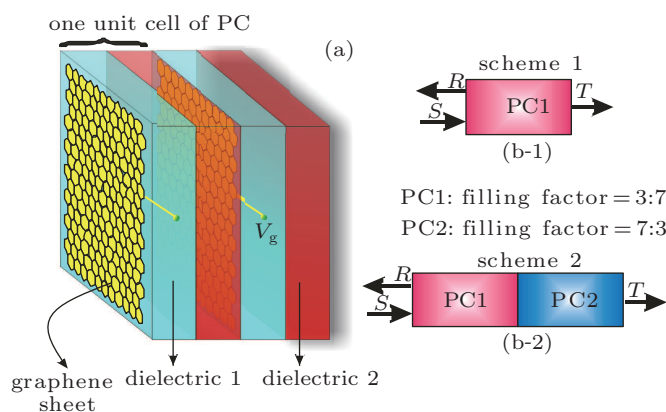 one unit cell of PC
(a)
V_g
graphene
sheet
dielectric 1
dielectric 2
scheme 1
R
S
PC1
T
(b-1)
PC1: filling factor=3:7
PC2: filling factor=7:3
scheme 2
R
S
PC1
PC2
T
(b-2)